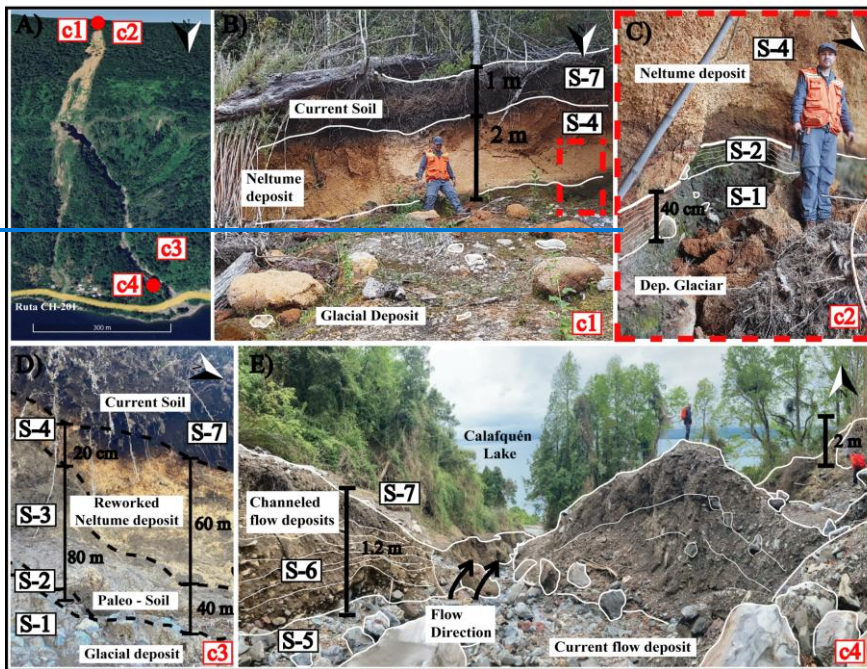 A)
c1
c2
c3
c4
Ruta CH-201
300 m
B)
N
1 m
S-7
Current Soil
2 m
S-4
Neltume
deposit
Glacial Deposit
c1
C)
S-4
Neltume deposit
S-2
S-1
40 cm
Dep. Glaciar
c2
D)
Current Soil
S-4
S-7
20 cm
Reworked
Neltume deposit
S-3
60 m
80 m
S-2
Paleo - Soil
40 m
S-1
Glacial deposit
c3
E)
Calafquén
Lake
2 m
S-7
Channeled
flow deposits
1.2 m
S-6
Flow
Direction
S-5
Current flow deposit
c4